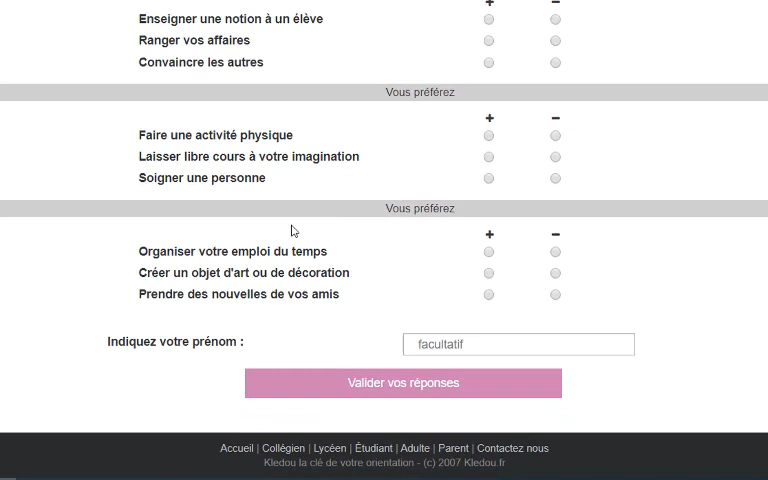 + −
Enseigner une notion à un élève
Ranger vos affaires
Convaincre les autres
Vous préférez
+ −
Faire une activité physique
Laisser libre cours à votre imagination
Soigner une personne
Vous préférez
+ −
Organiser votre emploi du temps
Créer un objet d'art ou de décoration
Prendre des nouvelles de vos amis
Indiquez votre prénom : facultatif
Valider vos réponses
Accueil | Collégien | Lycéen | Étudiant | Adulte | Parent | Contactez nous
Kledou la clé de votre orientation - (c) 2007 Kledou.fr